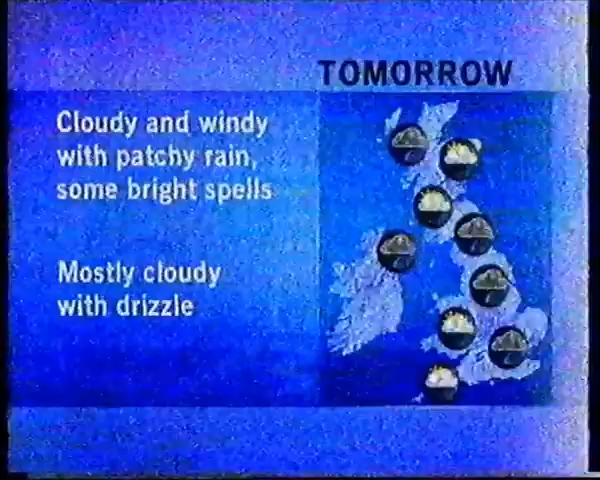 TOMORROW
Cloudy and windy
with patchy rain,
some bright spells
Mostly cloudy
with drizzle